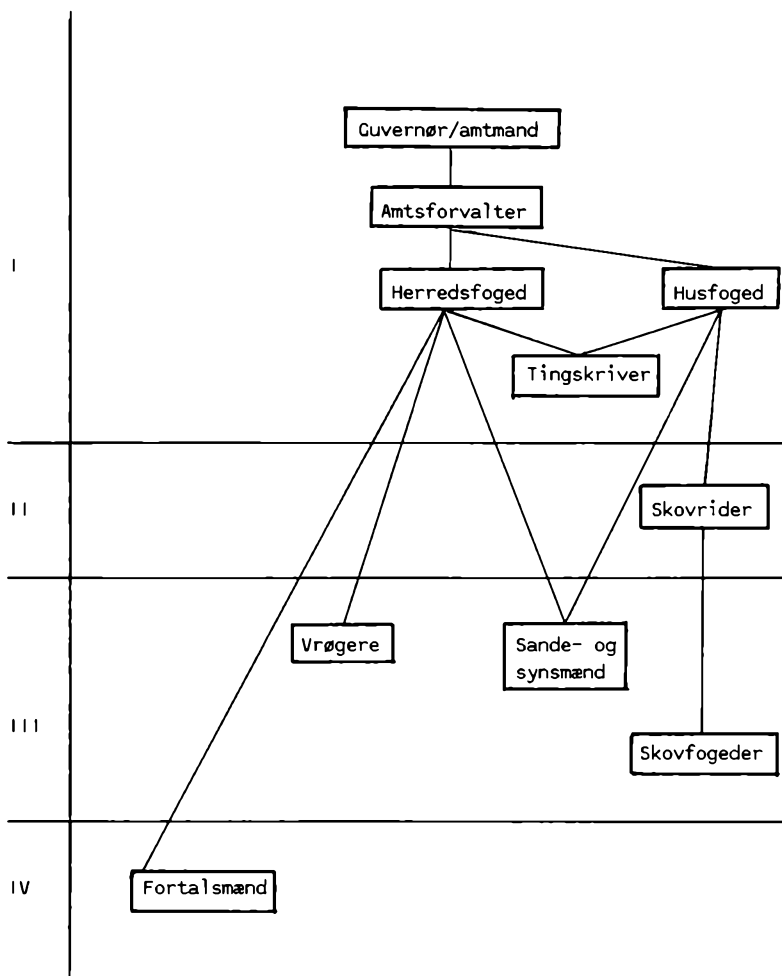 Guvernør/amtmand
Amtsforvalter
I
Herredsfoged
Husfoged
Tingskriver
II
Skovrider
Vrøgere
Sande- og
synsmænd
III
Skovfogeder
IV
Fortalsmænd